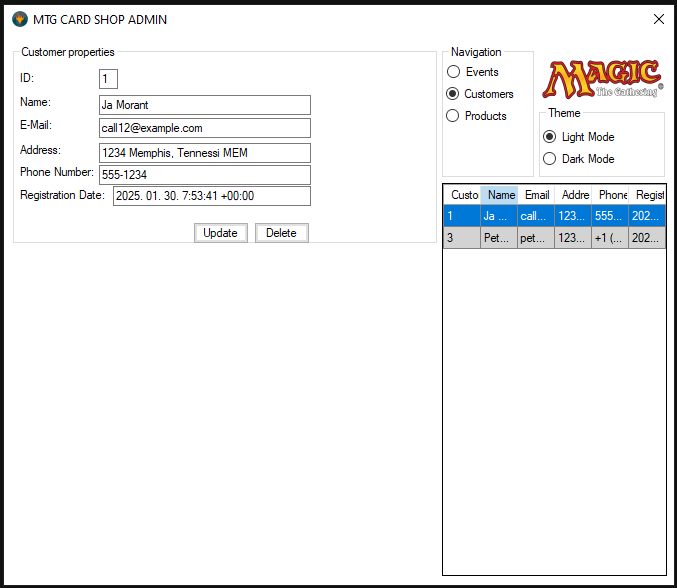 MTG CARD SHOP ADMIN
Customer properties
ID: 1
Name: Ja Morant
E-Mail: call12@example.com
Address: 1234 Memphis, Tennessi MEM
Phone Number: 555-1234
Registration Date: 2025. 01. 30. 7:53:41 +00:00
Update Delete
Navigation
Events
Customers
Products
MAGIC
The Gathering®
Theme
Light Mode
Dark Mode
Custo Name Email Addre Phone Regist
1 Ja ... call... 123... 555... 202...
3 Pet... pet... 123... +1 (... 202...